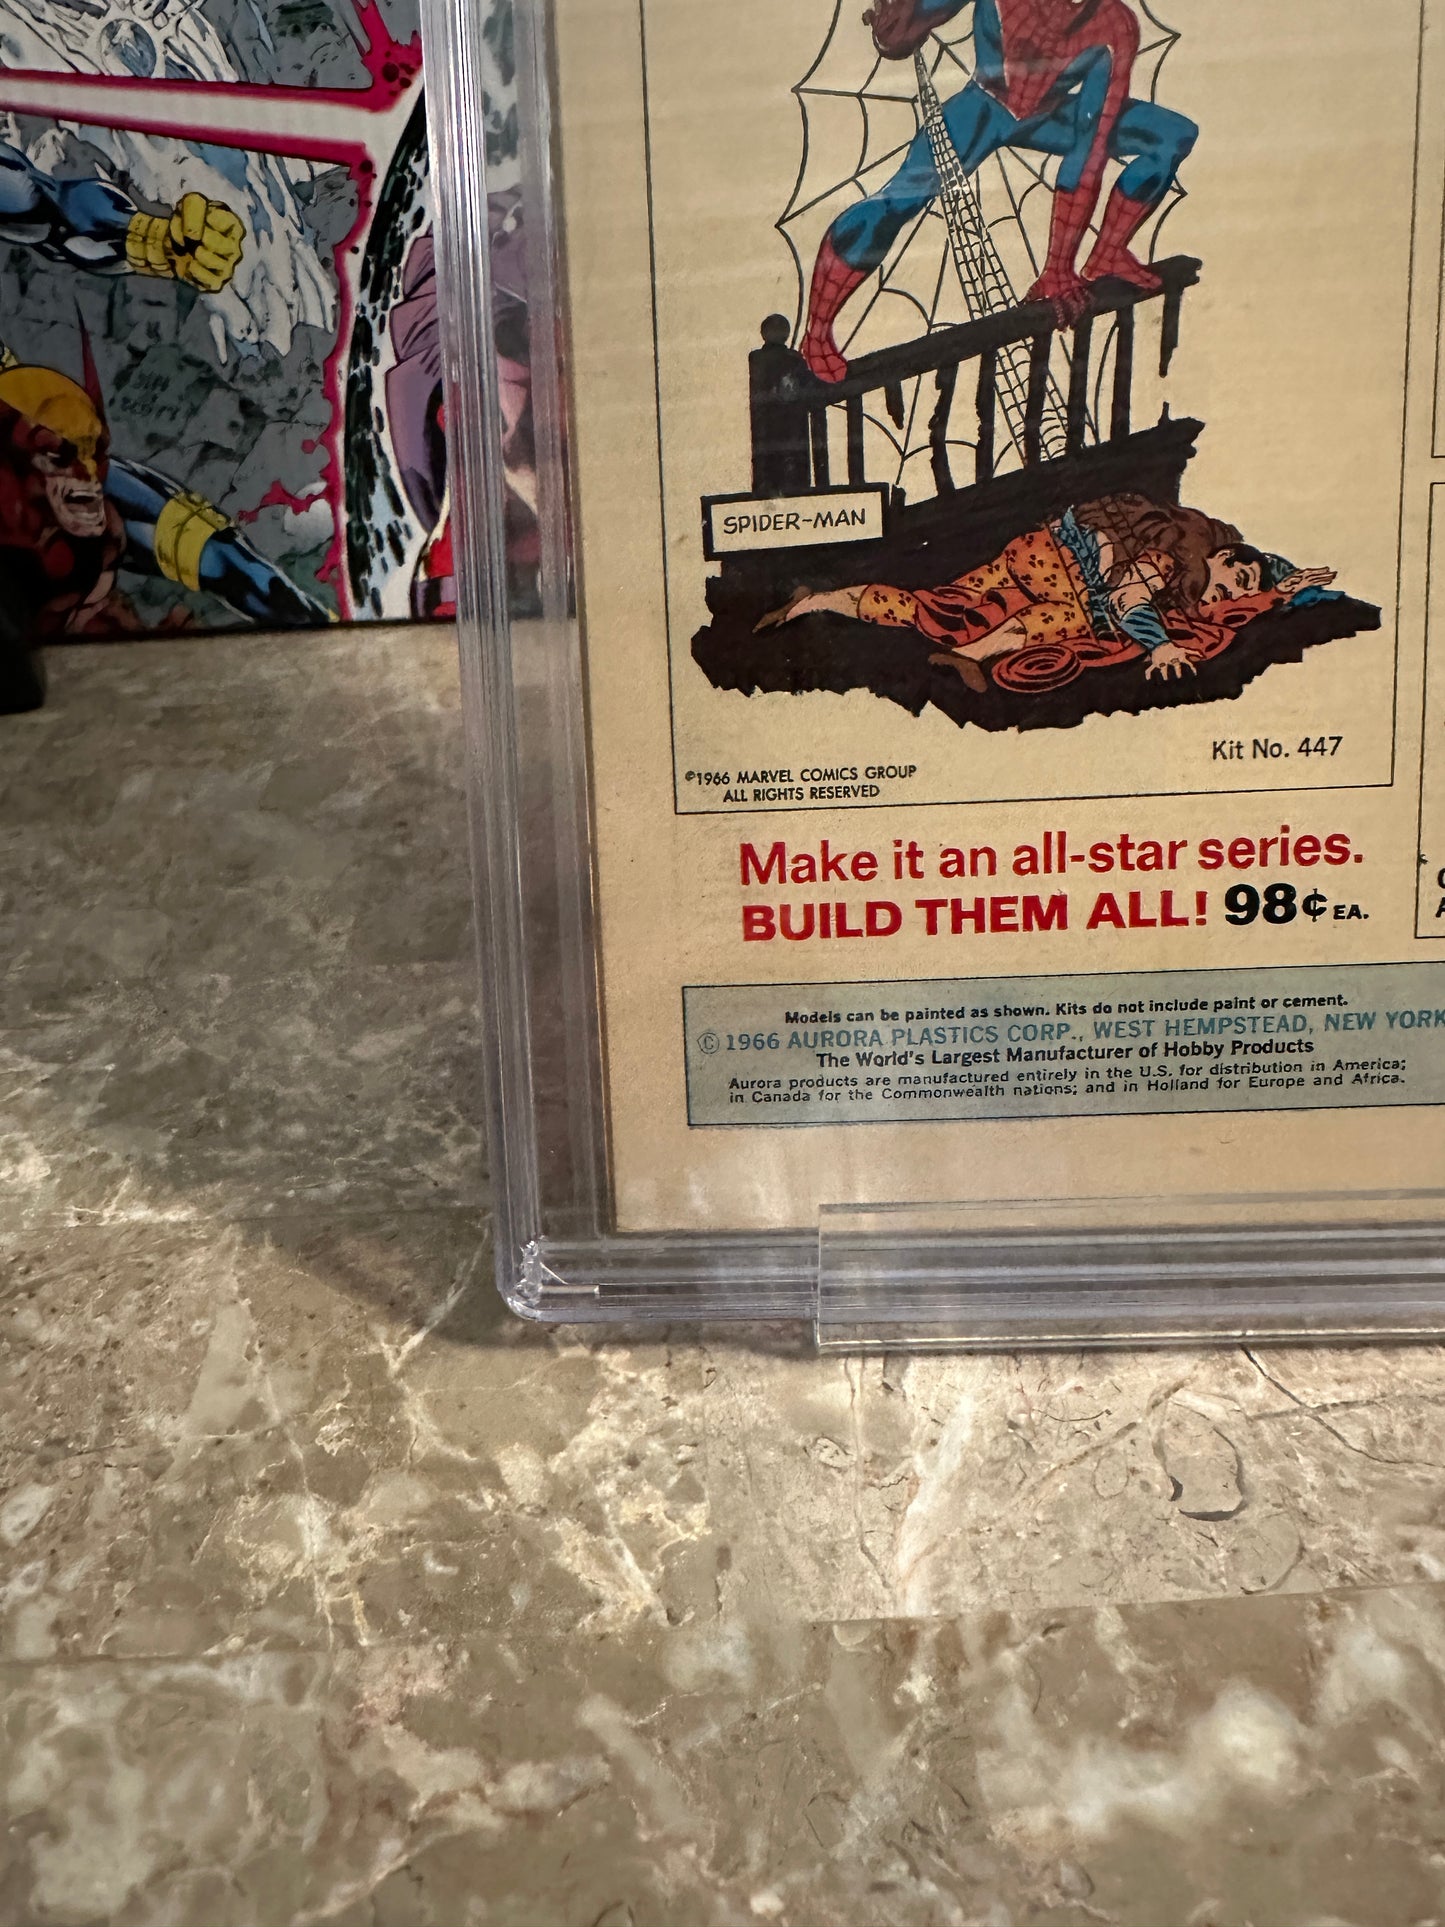 SPIDER-MAN
Kit No. 447
©1966 MARVEL COMICS GROUP
ALL RIGHTS RESERVED
Make it an all-star series.
BUILD THEM ALL! 98¢ EA.
Models can be painted as shown. Kits do not include paint or cement.
© 1966 AURORA PLASTICS CORP., WEST HEMPSTEAD, NEW YORK
The World's Largest Manufacturer of Hobby Products
Aurora products are manufactured entirely in the U.S. for distribution in America;
in Canada for the Commonwealth nations; and in Holland for Europe and Africa.